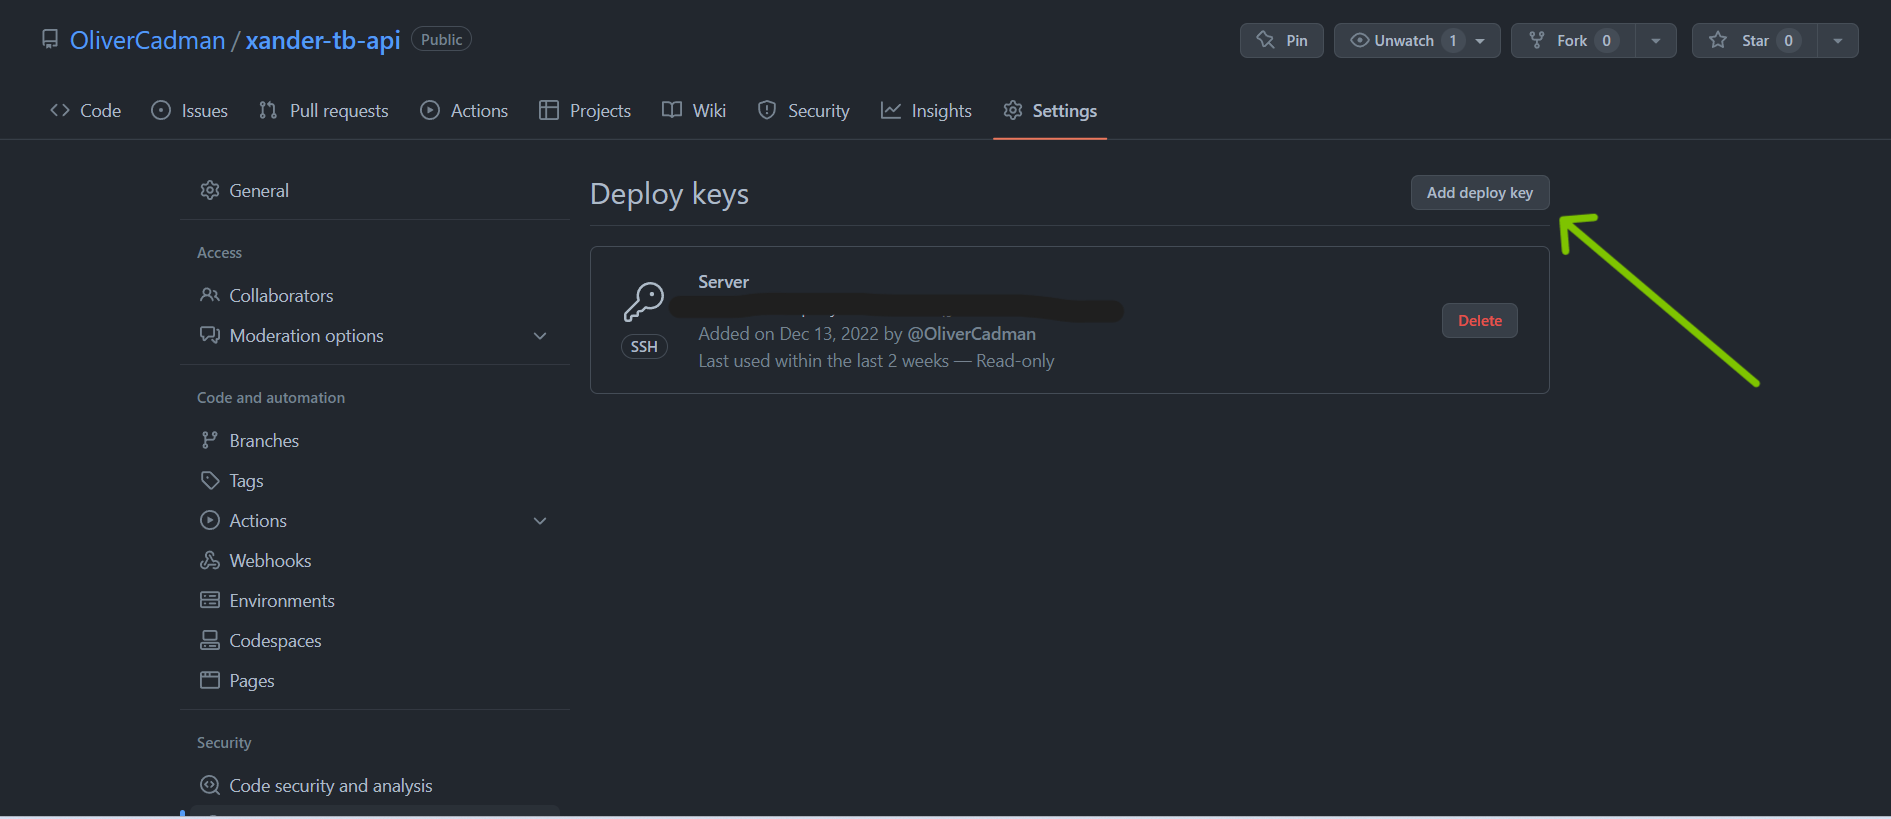 OliverCadman / xander-tb-api Public
Pin
Unwatch 1
Fork 0
Star 0
Code
Issues
Pull requests
Actions
Projects
Wiki
Security
Insights
Settings
General
Access
Collaborators
Moderation options
Code and automation
Branches
Tags
Actions
Webhooks
Environments
Codespaces
Pages
Security
Code security and analysis
Deploy keys
Add deploy key
SSH
Server
Added on Dec 13, 2022 by @OliverCadman
Last used within the last 2 weeks — Read-only
Delete